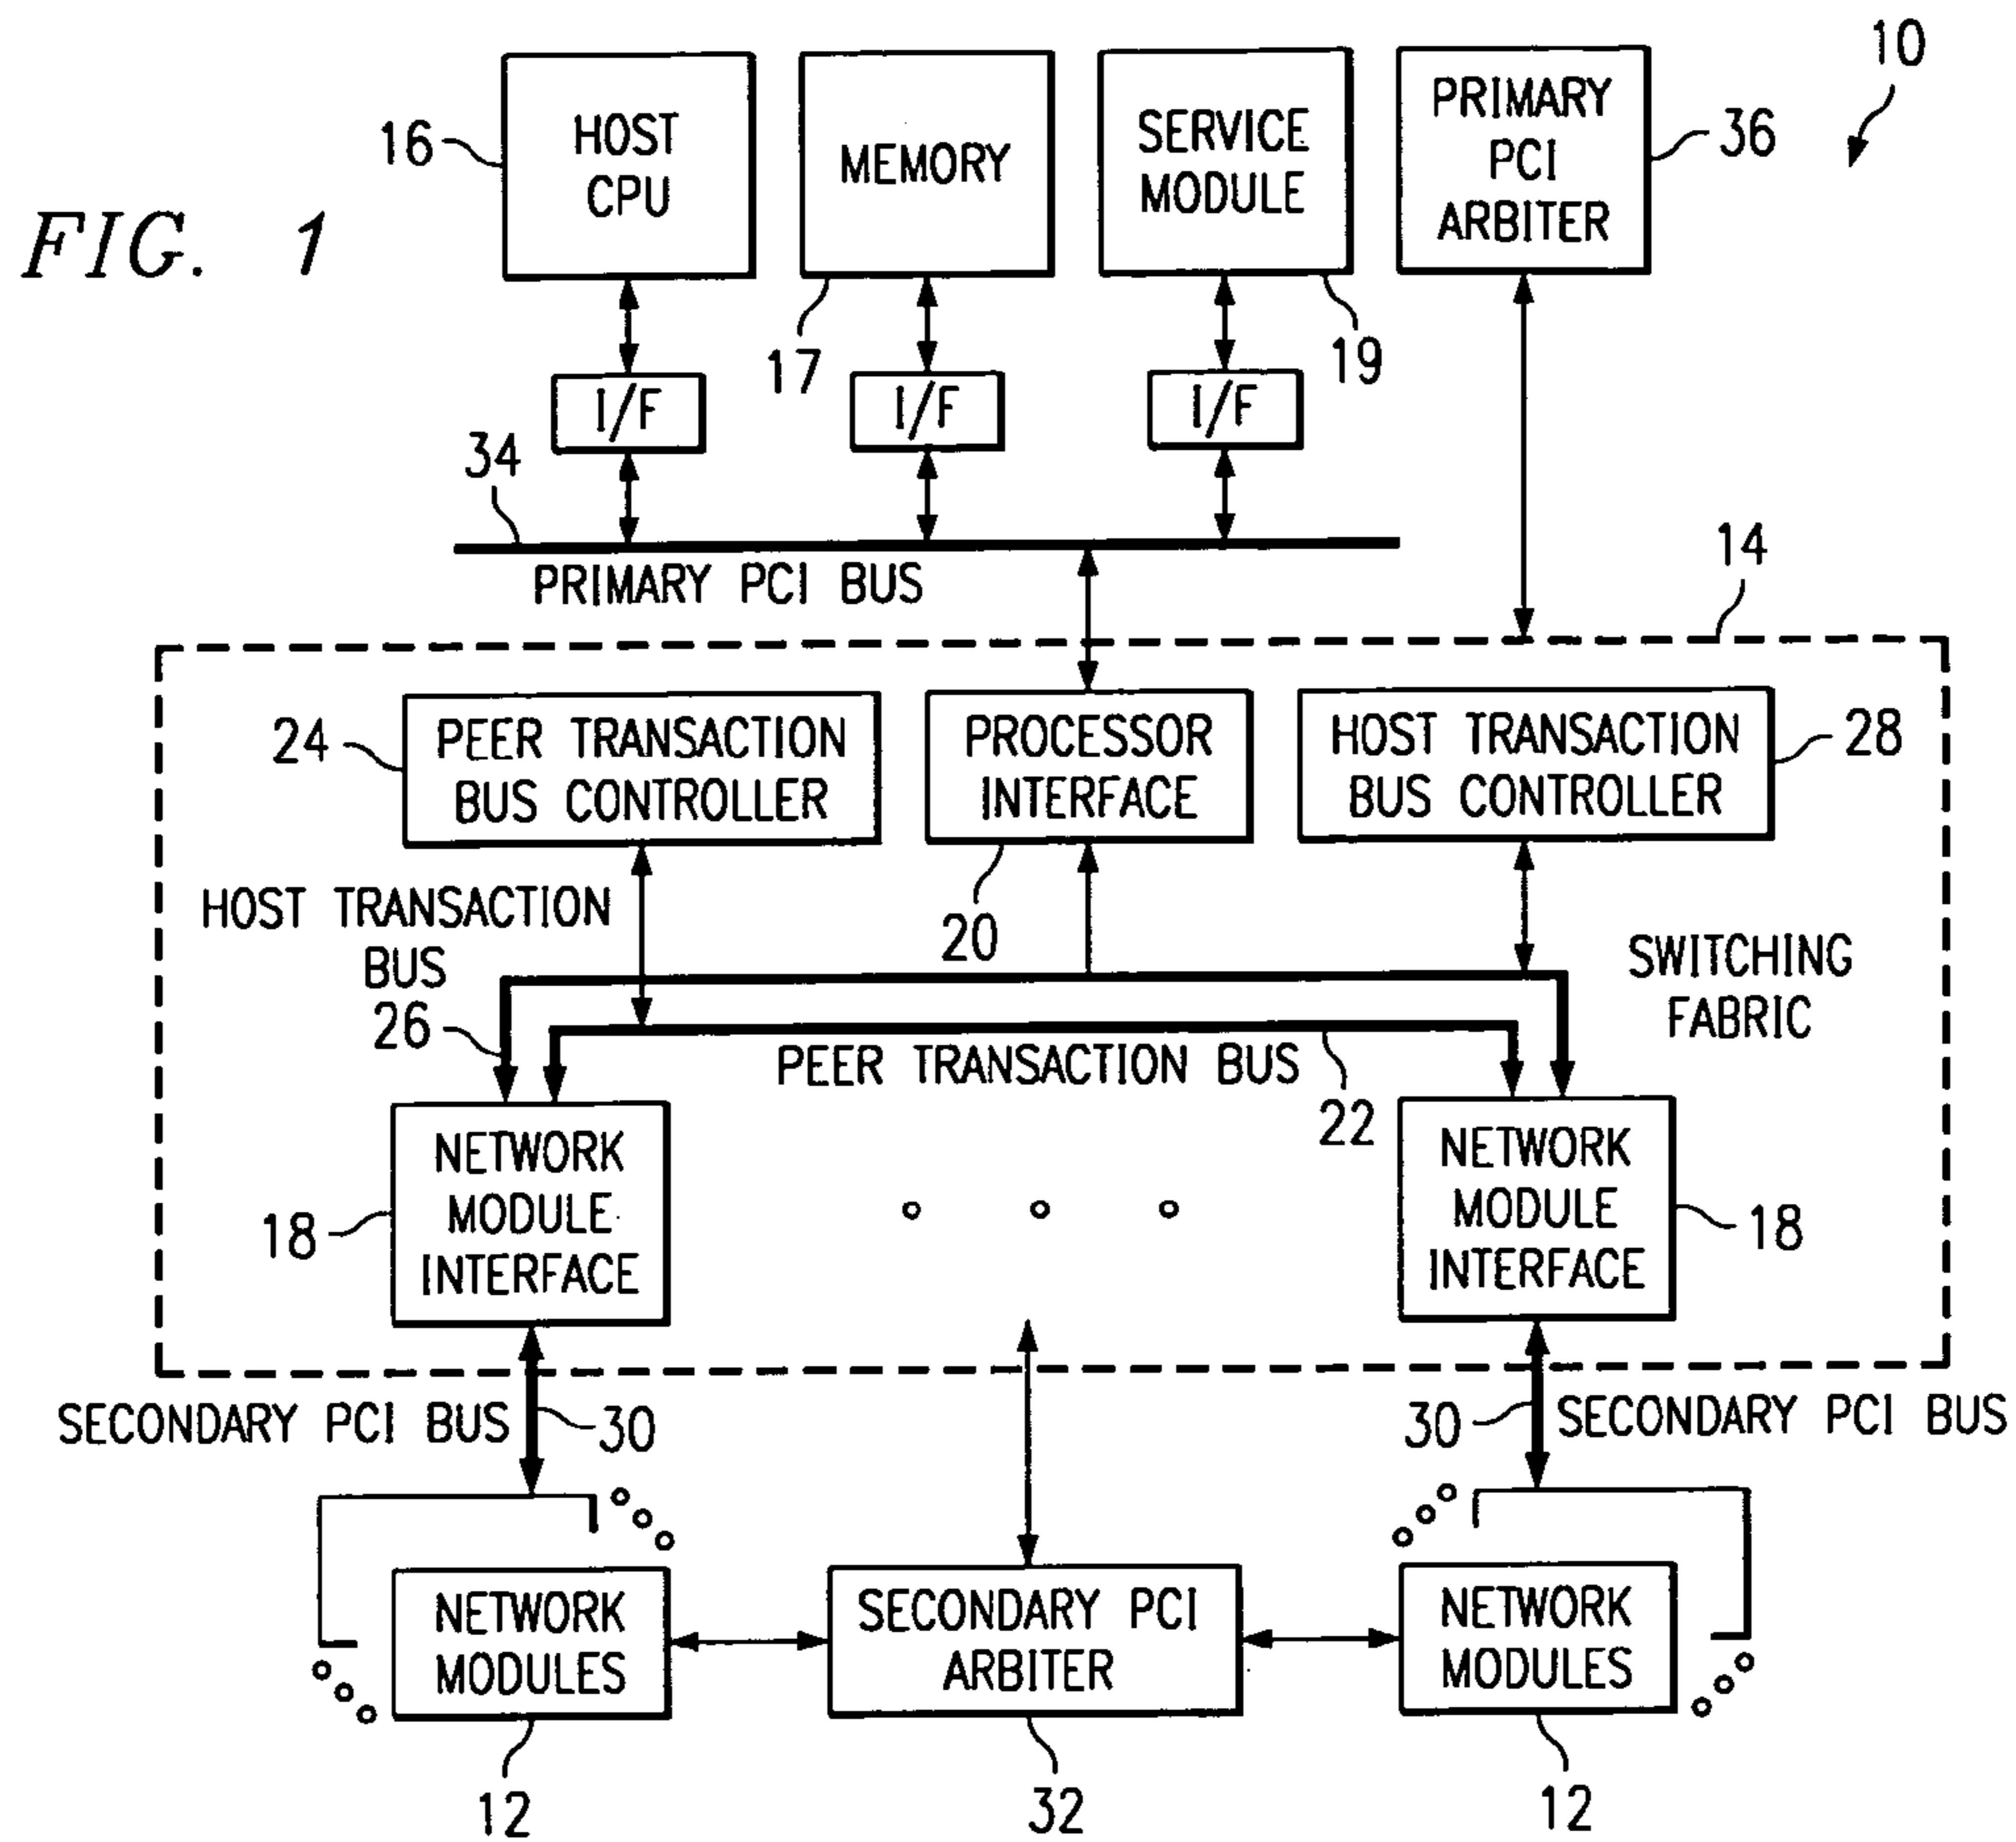 FIG. 1
10
HOST
CPU
16
MEMORY
17
SERVICE
MODULE
19
PRIMARY
PCI
ARBITER
36
I/F
I/F
I/F
34
PRIMARY PCI BUS
14
24
PEER TRANSACTION
BUS CONTROLLER
PROCESSOR
INTERFACE
20
HOST TRANSACTION
BUS CONTROLLER
28
HOST TRANSACTION
BUS
26
SWITCHING
FABRIC
PEER TRANSACTION BUS
22
NETWORK
MODULE
INTERFACE
18
NETWORK
MODULE
INTERFACE
18
SECONDARY PCI BUS
30
30
SECONDARY PCI BUS
NETWORK
MODULES
12
SECONDARY PCI
ARBITER
32
NETWORK
MODULES
12